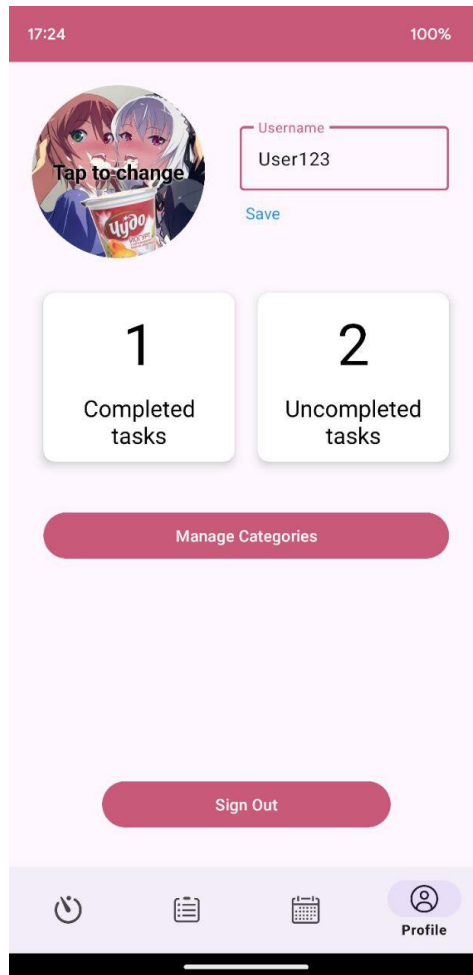 17:24
100%
Tap to change
Чудо
Username
User123
Save
1
Completed
tasks
2
Uncompleted
tasks
Manage Categories
Sign Out
Profile